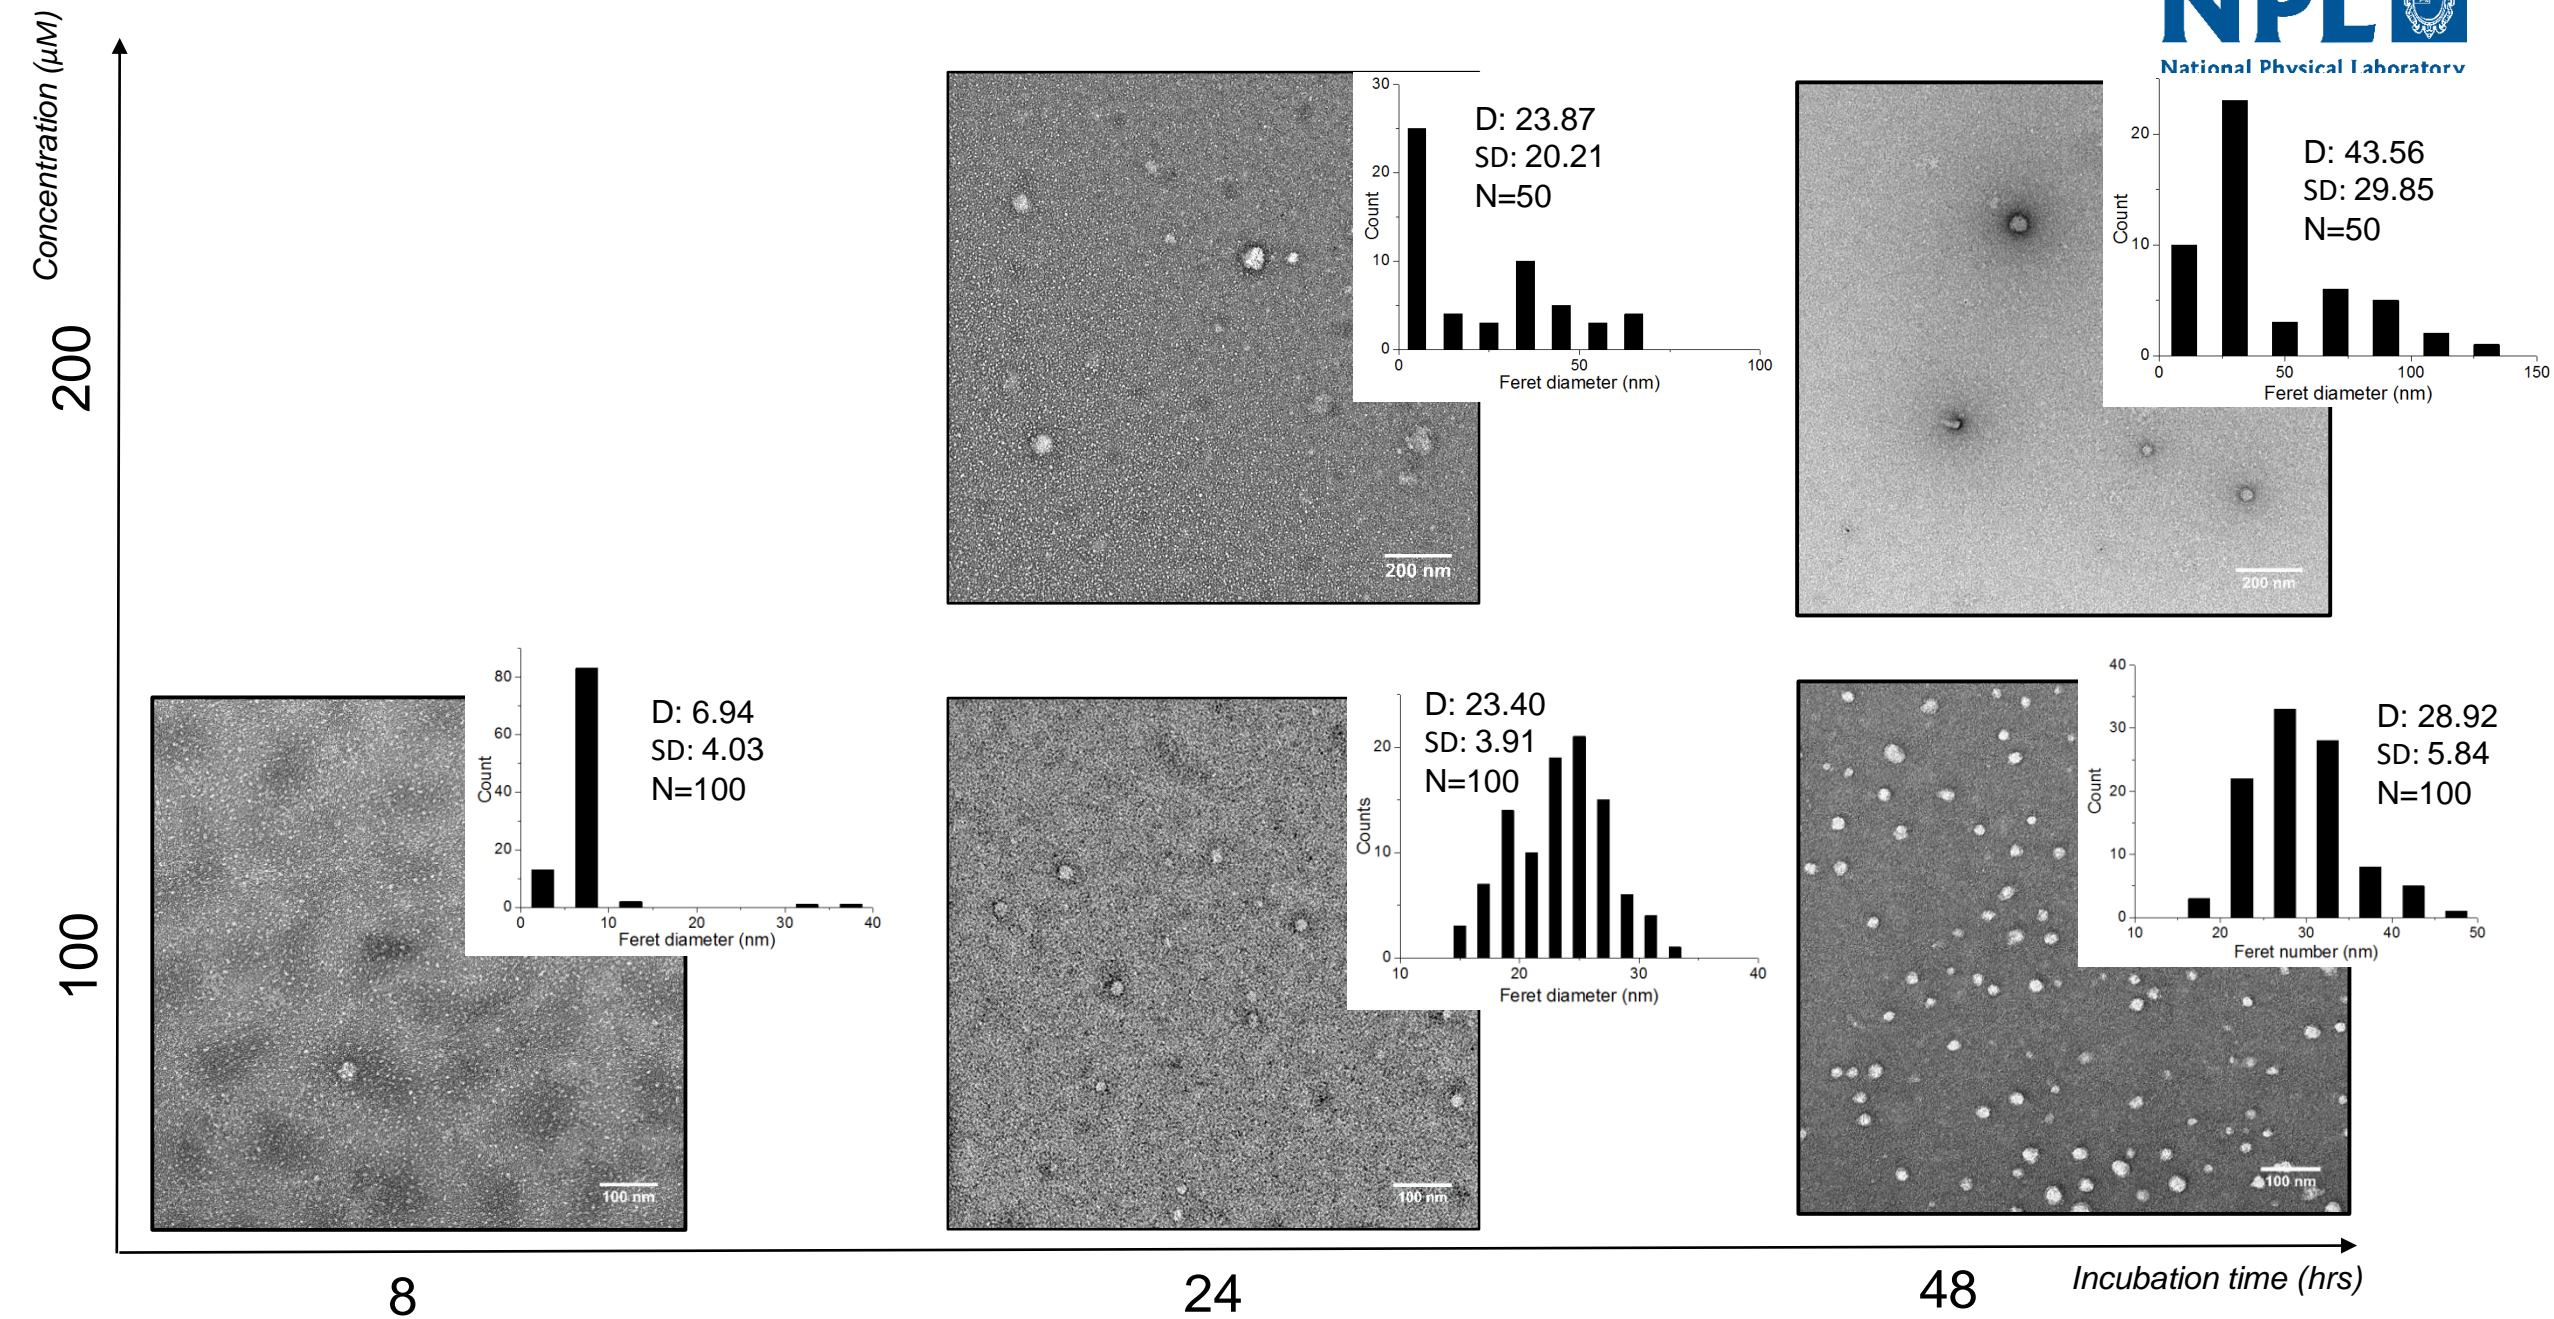 Concentration (µM)
NPL
National Physical Laboratory
200
30
20
10
0
Count
D: 23.87
SD: 20.21
N=50
0 50 100
Feret diameter (nm)
200 nm
20
10
0
Count
D: 43.56
SD: 29.85
N=50
0 50 100 150
Feret diameter (nm)
200 nm
100
80
60
40
20
0
Count
D: 6.94
SD: 4.03
N=100
0 10 20 30 40
Feret diameter (nm)
100 nm
20
10
0
Counts
D: 23.40
SD: 3.91
N=100
10 20 30 40
Feret diameter (nm)
100 nm
40
30
20
10
0
Count
D: 28.92
SD: 5.84
N=100
10 20 30 40 50
Feret number (nm)
100 nm
8 24 48
Incubation time (hrs)